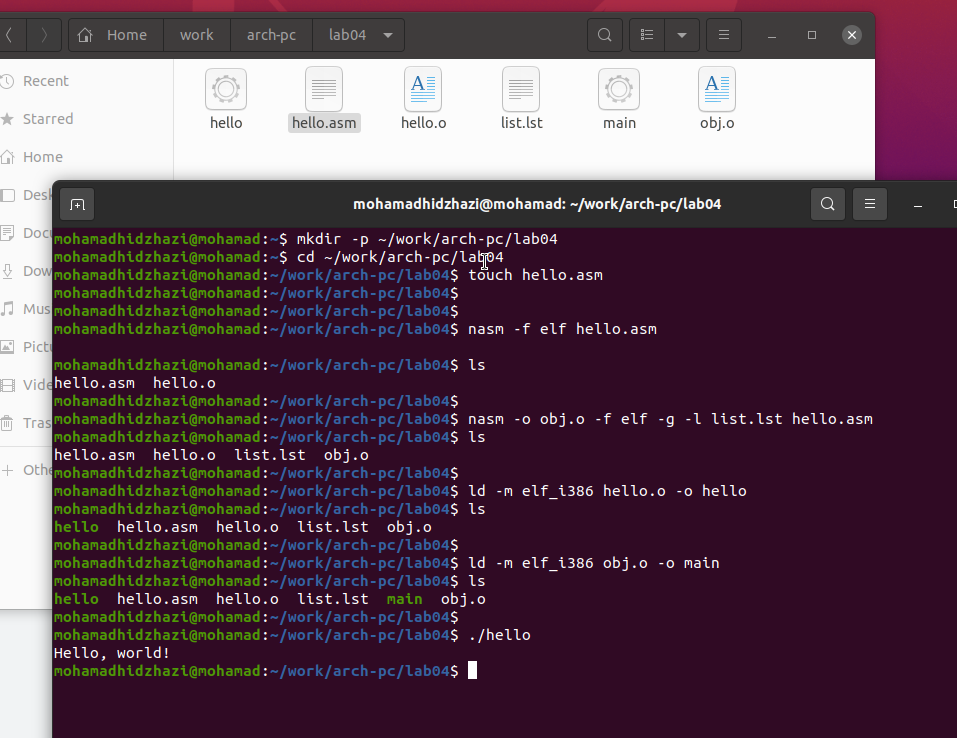 Home work arch-pc lab04
Recent
Starred
Home
Desk
Docu
Dow
Mus
Pictu
Vide
Tras
Othe
hello hello.asm hello.o list.lst main obj.o
mohamadhidzhazi@mohamad: ~/work/arch-pc/lab04
mohamadhidzhazi@mohamad:~$ mkdir -p ~/work/arch-pc/lab04
mohamadhidzhazi@mohamad:~$ cd ~/work/arch-pc/lab04
mohamadhidzhazi@mohamad:~/work/arch-pc/lab04$ touch hello.asm
mohamadhidzhazi@mohamad:~/work/arch-pc/lab04$
mohamadhidzhazi@mohamad:~/work/arch-pc/lab04$
mohamadhidzhazi@mohamad:~/work/arch-pc/lab04$ nasm -f elf hello.asm
mohamadhidzhazi@mohamad:~/work/arch-pc/lab04$ ls
hello.asm hello.o
mohamadhidzhazi@mohamad:~/work/arch-pc/lab04$
mohamadhidzhazi@mohamad:~/work/arch-pc/lab04$ nasm -o obj.o -f elf -g -l list.lst hello.asm
mohamadhidzhazi@mohamad:~/work/arch-pc/lab04$ ls
hello.asm hello.o list.lst obj.o
mohamadhidzhazi@mohamad:~/work/arch-pc/lab04$
mohamadhidzhazi@mohamad:~/work/arch-pc/lab04$ ld -m elf_i386 hello.o -o hello
mohamadhidzhazi@mohamad:~/work/arch-pc/lab04$ ls
hello hello.asm hello.o list.lst obj.o
mohamadhidzhazi@mohamad:~/work/arch-pc/lab04$
mohamadhidzhazi@mohamad:~/work/arch-pc/lab04$ ld -m elf_i386 obj.o -o main
mohamadhidzhazi@mohamad:~/work/arch-pc/lab04$ ls
hello hello.asm hello.o list.lst main obj.o
mohamadhidzhazi@mohamad:~/work/arch-pc/lab04$
mohamadhidzhazi@mohamad:~/work/arch-pc/lab04$ ./hello
Hello, world!
mohamadhidzhazi@mohamad:~/work/arch-pc/lab04$